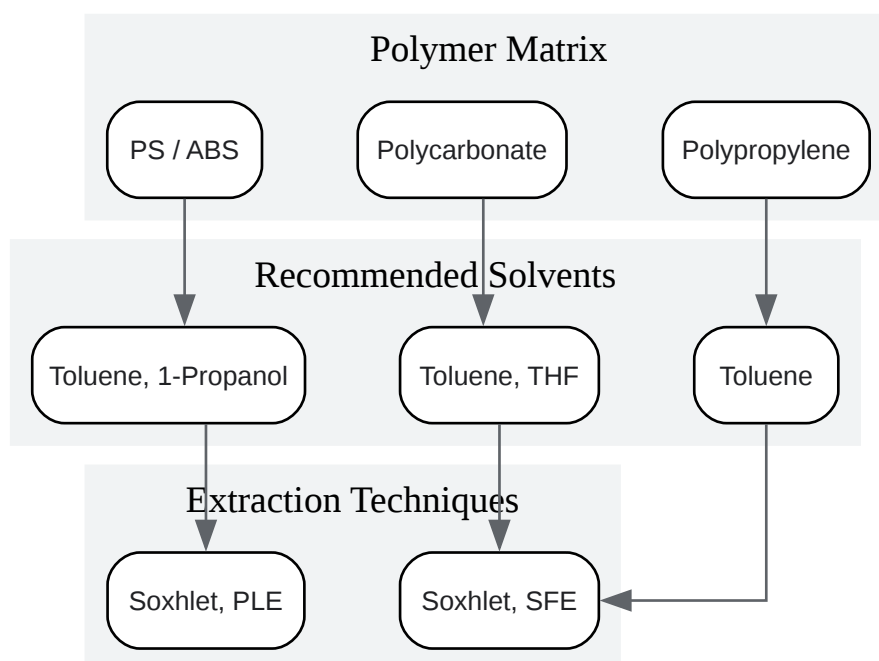 Polymer Matrix
PS / ABS
Polycarbonate
Polypropylene
Recommended Solvents
Toluene, 1-Propanol
Toluene, THF
Toluene
Extraction Techniques
Soxhlet, PLE
Soxhlet, SFE